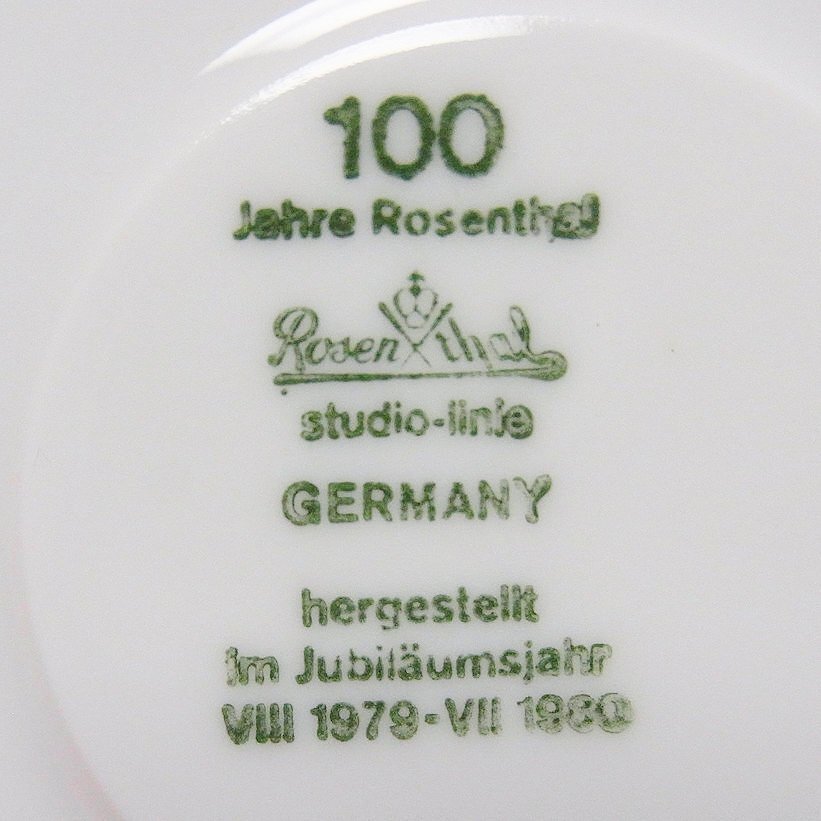 100
Jahre Rosenthal
Rosenthal
studio-linie
GERMANY
hergestellt
im Jubiläumsjahr
VIII 1979-VII 1980